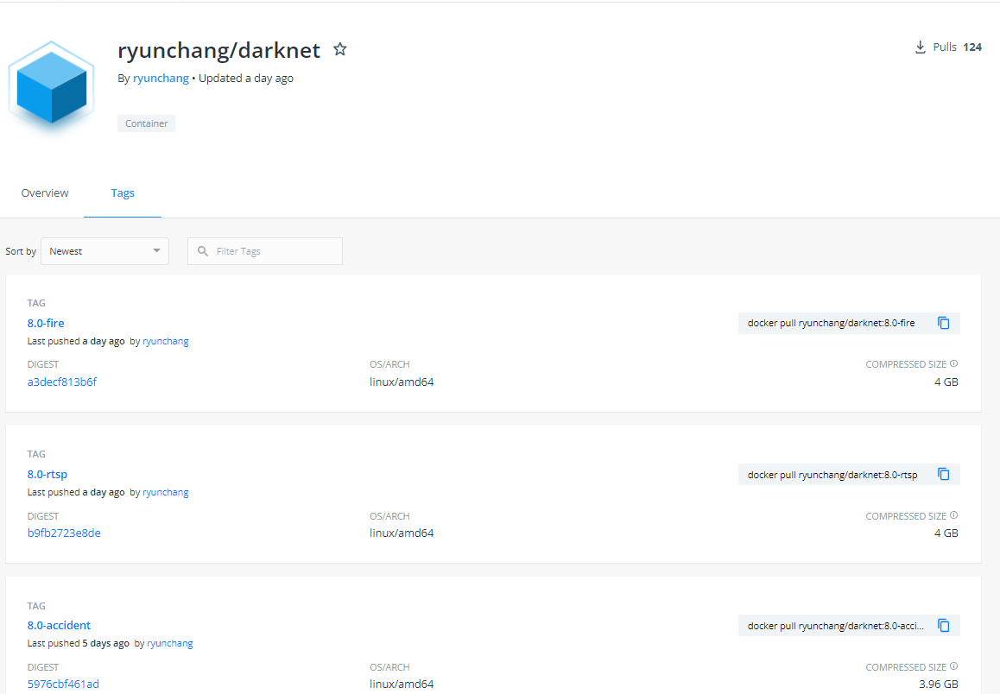 ryunchang/darknet
Pulls 124
By ryunchang • Updated a day ago
Container
Overview
Tags
Sort by
Newest
Filter Tags
TAG
8.0-fire
docker pull ryunchang/darknet:8.0-fire
Last pushed a day ago by ryunchang
DIGEST
OS/ARCH
COMPRESSED SIZE
a3decf813b6f
linux/amd64
4 GB
TAG
8.0-rtsp
docker pull ryunchang/darknet:8.0-rtsp
Last pushed a day ago by ryunchang
DIGEST
OS/ARCH
COMPRESSED SIZE
b9fb2723e8de
linux/amd64
4 GB
TAG
8.0-accident
docker pull ryunchang/darknet:8.0-acci...
Last pushed 5 days ago by ryunchang
DIGEST
OS/ARCH
COMPRESSED SIZE
5976cbf461ad
linux/amd64
3.96 GB